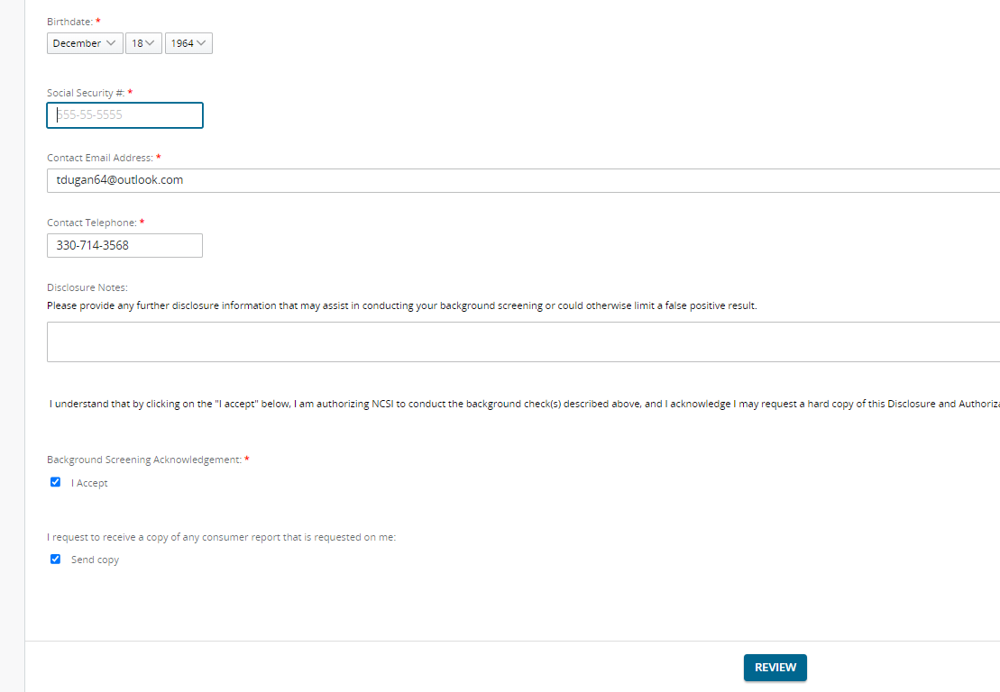 Birthdate: *
December 18 1964
Social Security #: *
555-55-5555
Contact Email Address: *
tdugan64@outlook.com
Contact Telephone: *
330-714-3568
Disclosure Notes:
Please provide any further disclosure information that may assist in conducting your background screening or could otherwise limit a false positive result.
I understand that by clicking on the "I accept" below, I am authorizing NCSI to conduct the background check(s) described above, and I acknowledge I may request a hard copy of this Disclosure and Authoriza
Background Screening Acknowledgement: *
I Accept
I request to receive a copy of any consumer report that is requested on me:
Send copy
REVIEW